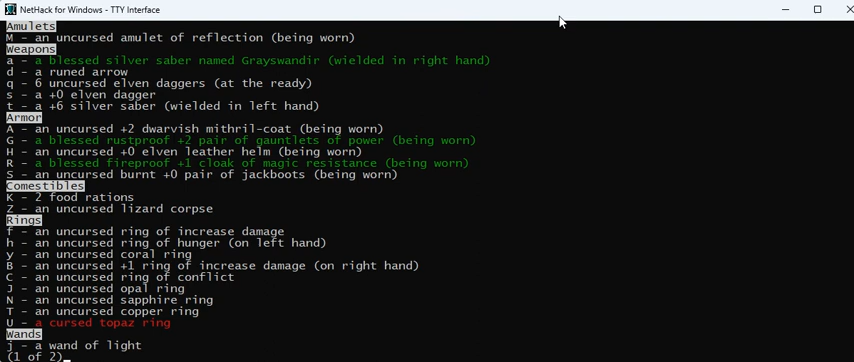 NetHack for Windows - TTY Interface
Amulets
M - an uncursed amulet of reflection (being worn)
Weapons
a - a blessed silver saber named Grayswandir (wielded in right hand)
d - a runed arrow
q - 6 uncursed elven daggers (at the ready)
s - a +0 elven dagger
t - a +6 silver saber (wielded in left hand)
Armor
A - an uncursed +2 dwarvish mithril-coat (being worn)
G - a blessed rustproof +2 pair of gauntlets of power (being worn)
H - an uncursed +0 elven leather helm (being worn)
R - a blessed fireproof +1 cloak of magic resistance (being worn)
S - an uncursed burnt +0 pair of jackboots (being worn)
Comestibles
K - 2 food rations
Z - an uncursed lizard corpse
Rings
f - an uncursed ring of increase damage
h - an uncursed ring of hunger (on left hand)
y - an uncursed coral ring
B - an uncursed +1 ring of increase damage (on right hand)
C - an uncursed ring of conflict
J - an uncursed opal ring
N - an uncursed sapphire ring
T - an uncursed copper ring
U - a cursed topaz ring
Wands
j - a wand of light
(1 of 2)